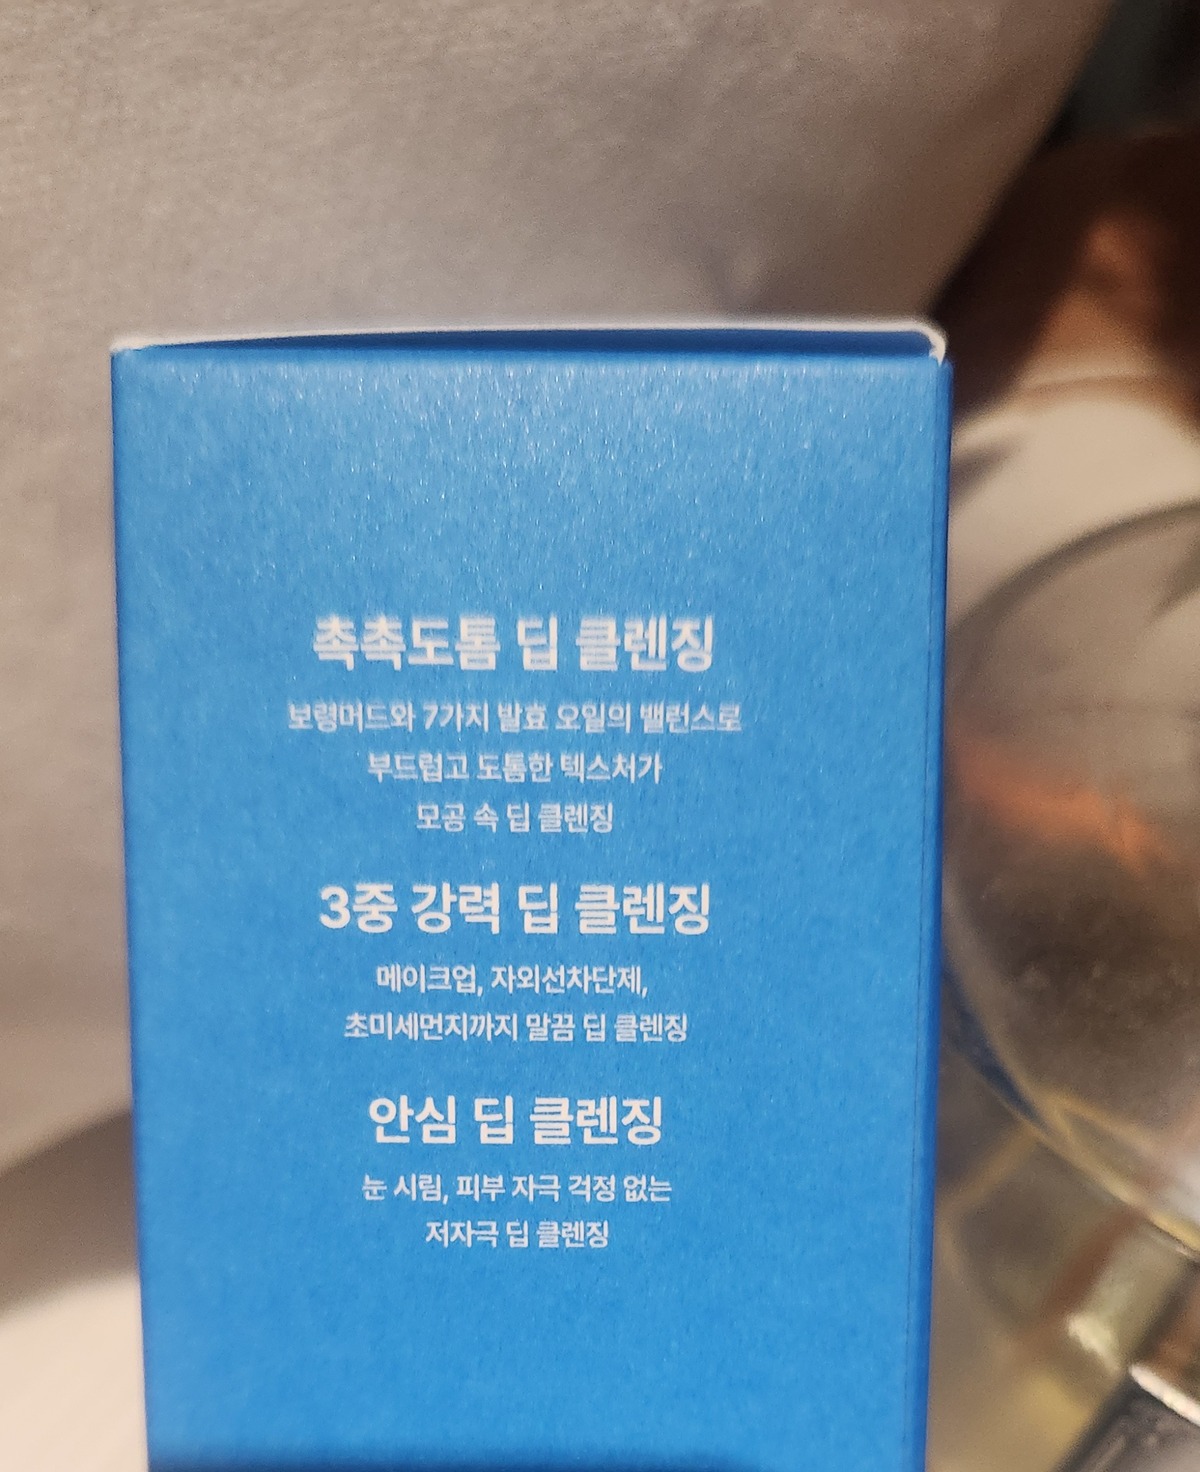 촉촉도톰 딥 클렌징
보령머드와 7가지 발효 오일의 밸런스로
부드럽고 도톰한 텍스처가
모공 속 딥 클렌징
3중 강력 딥 클렌징
메이크업, 자외선차단제,
초미세먼지까지 말끔 딥 클렌징
안심 딥 클렌징
눈 시림, 피부 자극 걱정 없는
저자극 딥 클렌징